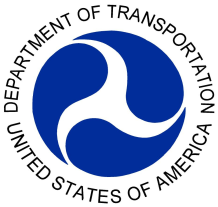 DEPARTMENT OF TRANSPORTATION
UNITED STATES OF AMERICA